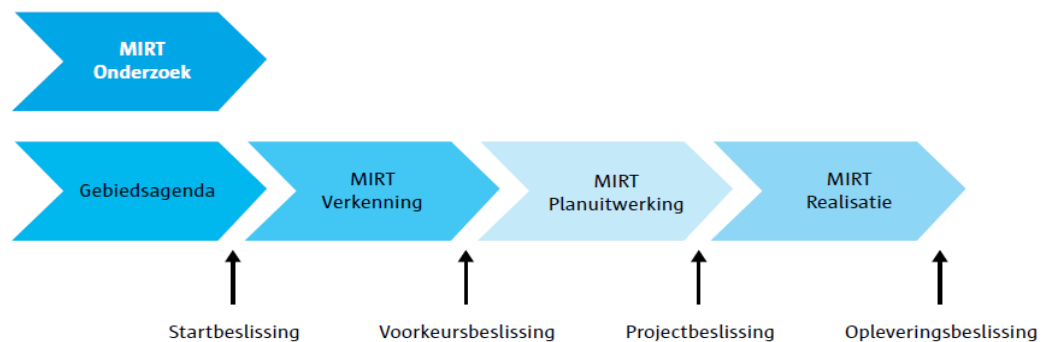 MIRT
Onderzoek
Gebiedsagenda
MIRT
Verkenning
MIRT
Planuitwerking
MIRT
Realisatie
Startbeslissing
Voorkeursbeslissing
Projectbeslissing
Opleveringsbeslissing